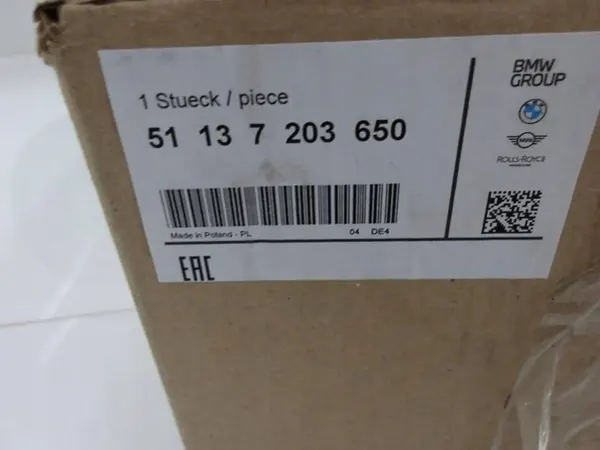 1 Stueck / piece
51 13 7 203 650
Made in Poland - PL 04 DE4
EAC
BMW
GROUP
MINI
ROLLS-ROYCE